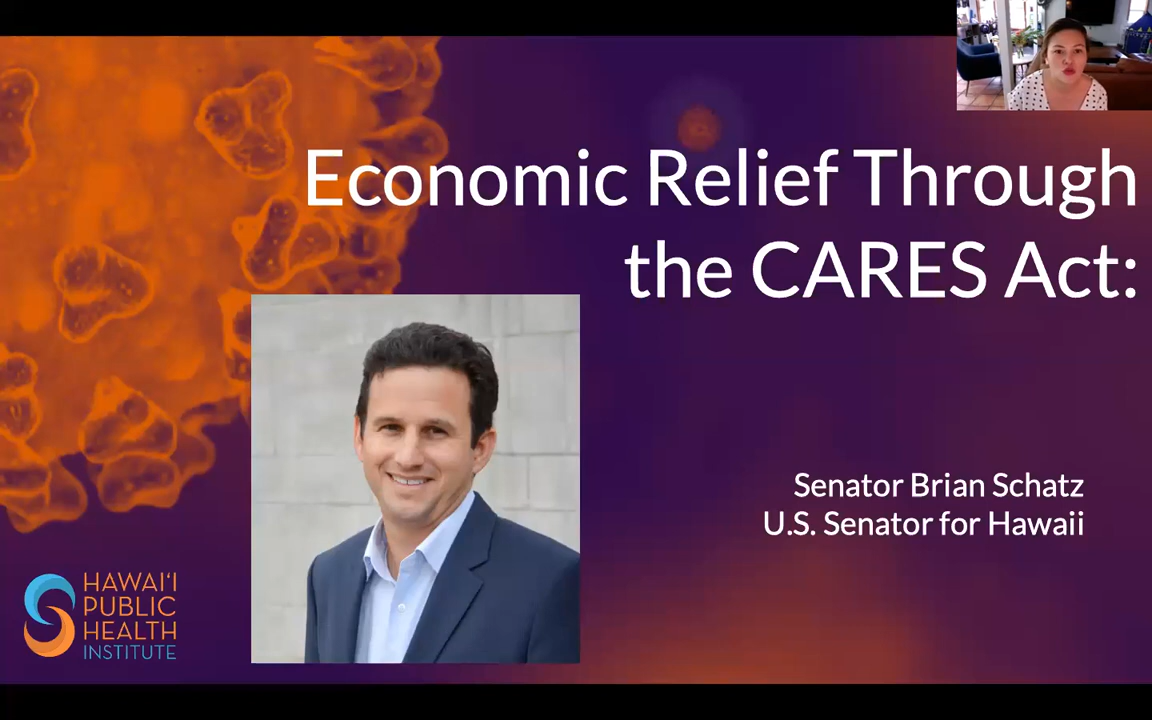 Economic Relief Through
the CARES Act:
Senator Brian Schatz
U.S. Senator for Hawaii
HAWAIʻI
PUBLIC
HEALTH
INSTITUTE